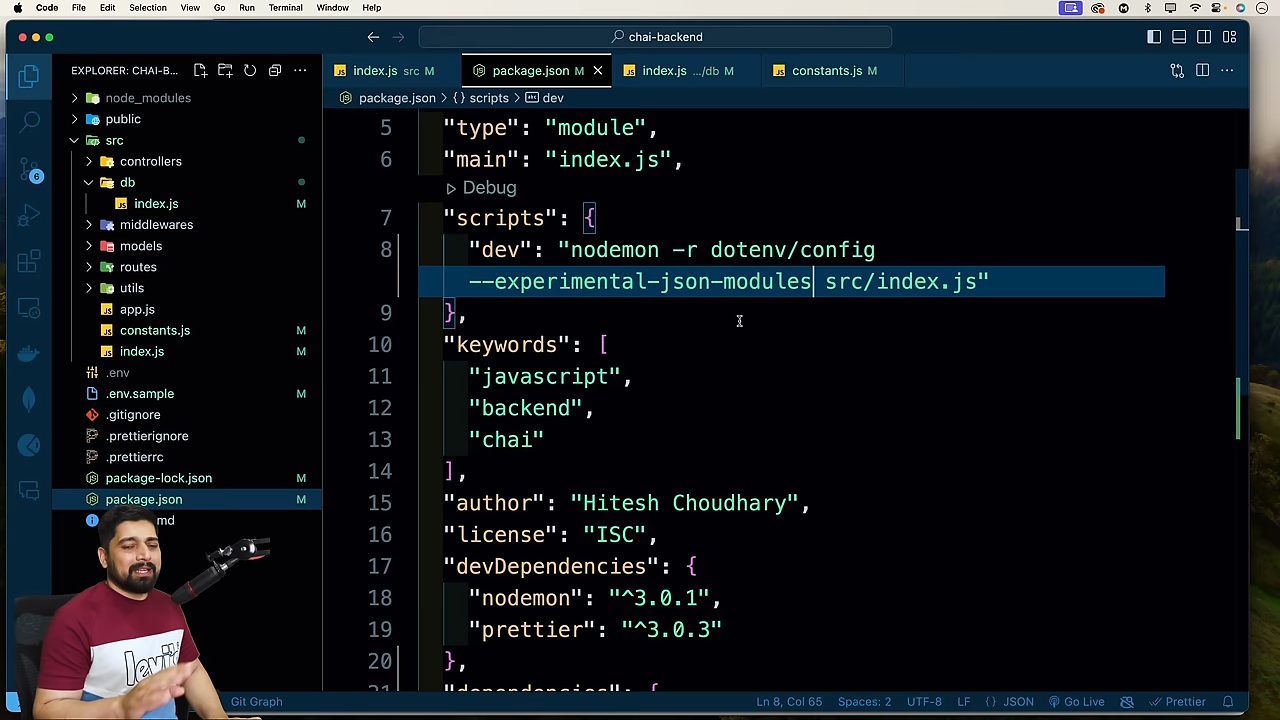 Code File Edit Selection View Go Run Terminal Window Help
chai-backend
EXPLORER: CHAI-B...
index.js src M
package.json M
index.js .../db M
constants.js M
package.json > {} scripts > dev
node_modules
public
src
controllers
db
index.js M
middlewares
models
routes
utils
app.js
constants.js M
index.js M
.env
.env.sample M
.gitignore
.prettierignore
.prettierrc
package-lock.json M
package.json M
md
6
5 "type": "module",
6 "main": "index.js",
Debug
7 "scripts": {
8 "dev": "nodemon -r dotenv/config
--experimental-json-modules src/index.js"
9 },
10 "keywords": [
11 "javascript",
12 "backend",
13 "chai"
14 ],
15 "author": "Hitesh Choudhary",
16 "license": "ISC",
17 "devDependencies": {
18 "nodemon": "^3.0.1",
19 "prettier": "^3.0.3"
20 },
21 "dependencies": {
Git Graph
Ln 8, Col 65 Spaces: 2 UTF-8 LF {} JSON Go Live Prettier